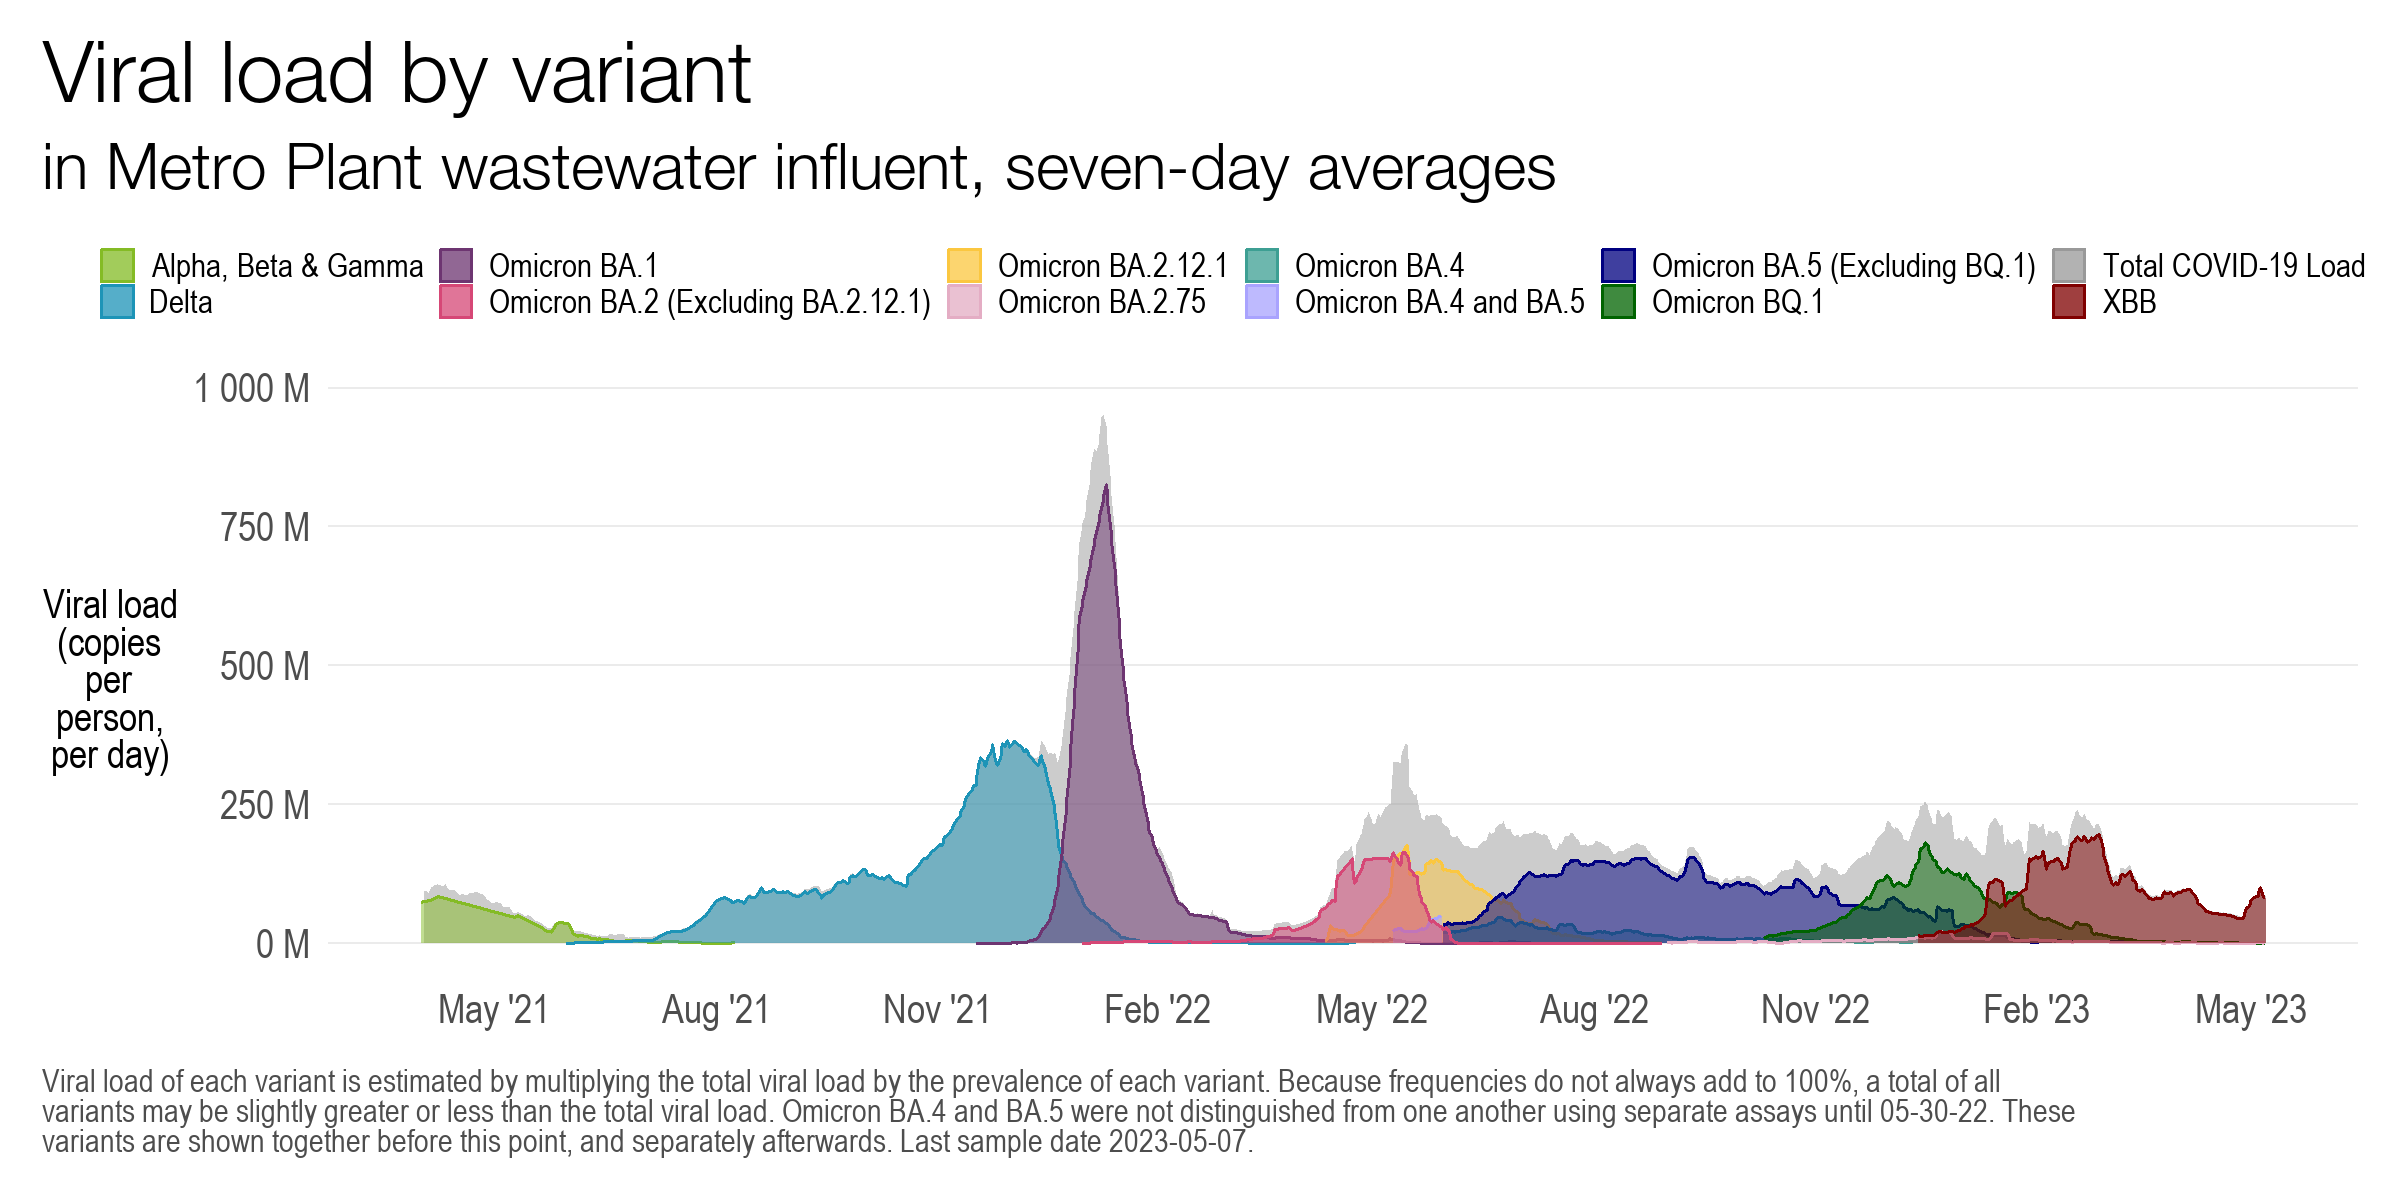 Viral load by variant
in Metro Plant wastewater influent, seven-day averages
Alpha, Beta & Gamma
Delta
Omicron BA.1
Omicron BA.2 (Excluding BA.2.12.1)
Omicron BA.2.12.1
Omicron BA.2.75
Omicron BA.4
Omicron BA.4 and BA.5
Omicron BA.5 (Excluding BQ.1)
Omicron BQ.1
Total COVID-19 Load
XBB
1 000 M
750 M
500 M
250 M
0 M
Viral load
(copies
per
person,
per day)
May '21
Aug '21
Nov '21
Feb '22
May '22
Aug '22
Nov '22
Feb '23
May '23
Viral load of each variant is estimated by multiplying the total viral load by the prevalence of each variant. Because frequencies do not always add to 100%, a total of all
variants may be slightly greater or less than the total viral load. Omicron BA.4 and BA.5 were not distinguished from one another using separate assays until 05-30-22. These
variants are shown together before this point, and separately afterwards. Last sample date 2023-05-07.